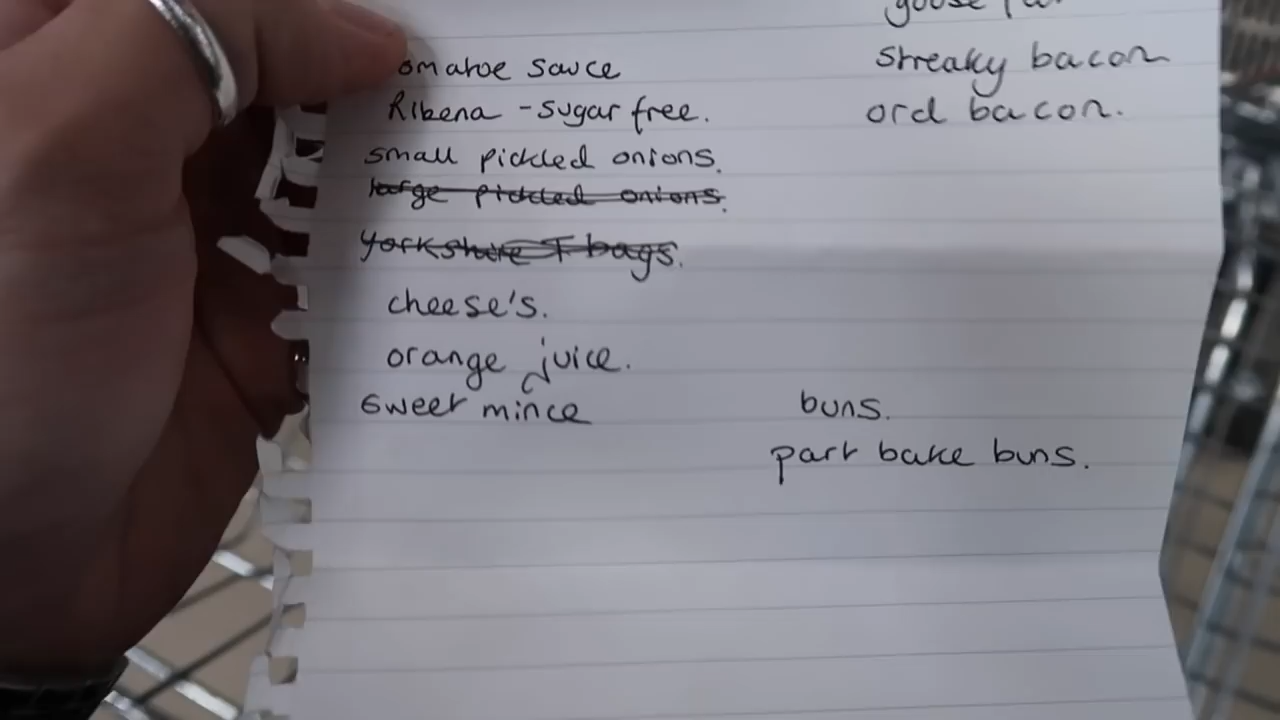 omatoe sauce
Ribena - sugar free.
small pickled onions.
large pickled onions.
yorkshire T bags.
cheese's.
orange juice.
sweet mince
goose
streaky bacon
ord bacon.
buns.
part bake buns.